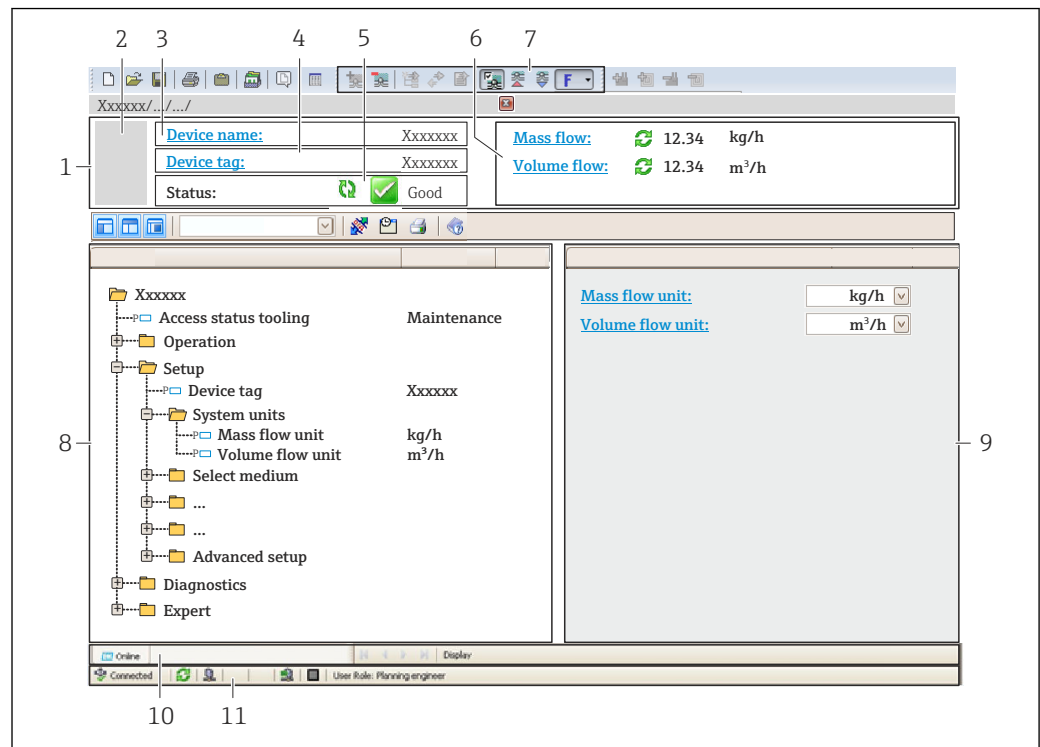 2 3 4 5 6 7
F
Xxxxxx/.../.../
1
Device name: Xxxxxxx
Device tag: Xxxxxxx
Status: Good
Mass flow: 12.34 kg/h
Volume flow: 12.34 m³/h
Xxxxxx
P Access status tooling Maintenance
Operation
Setup
P Device tag Xxxxxx
System units
P Mass flow unit kg/h
P Volume flow unit m³/h
Select medium
...
...
Advanced setup
Diagnostics
Expert
Mass flow unit: kg/h
Volume flow unit: m³/h
8
9
Online Display
Connected User Role: Planning engineer
10 11